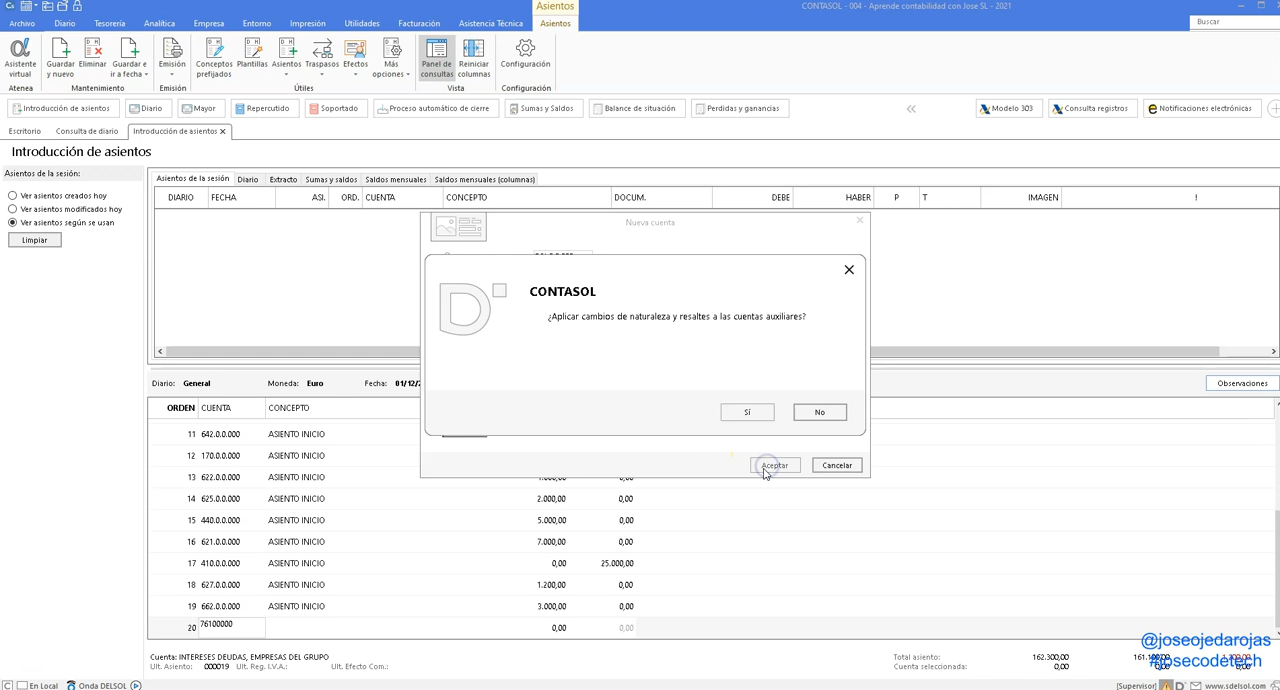 Asientos
CONTASOL - 004 - Aprende contabilidad con Jose SL - 2021
Archivo Diario Tesorería Analítica Empresa Entorno Impresión Utilidades Facturación Asistencia Técnica Asientos
Buscar
Asistente virtual
Guardar y nuevo
Eliminar
Guardar e ir a fecha
Emisión
Conceptos prefijados
Plantillas
Asientos
Traspasos
Efectos
Más opciones
Panel de consultas
Reiniciar columnas
Configuración
Atenea Mantenimiento Emisión Útiles Vista Configuración
Introducción de asientos Diario Mayor Repercutido Soportado Proceso automático de cierre Sumas y Saldos Balance de situación Perdidas y ganancias Modelo 303 Consulta registros Notificaciones electrónicas
Escritorio Consulta de diario Introducción de asientos
Introducción de asientos
Asientos de la sesión:
Ver asientos creados hoy
Ver asientos modificados hoy
Ver asientos según se usan
Limpiar
Asientos de la sesión Diario Extracto Sumas y saldos Saldos mensuales Saldos mensuales (columnas)
DIARIO FECHA ASI. ORD. CUENTA CONCEPTO DOCUM. DEBE HABER P T IMAGEN !
Nueva cuenta
CONTASOL
¿Aplicar cambios de naturaleza y resaltes a las cuentas auxiliares?
Sí No
Aceptar Cancelar
Diario: General Moneda: Euro Fecha: 01/12/2
Observaciones
ORDEN CUENTA CONCEPTO
11 642.0.0.000 ASIENTO INICIO
12 170.0.0.000 ASIENTO INICIO
13 622.0.0.000 ASIENTO INICIO 0,00
14 625.0.0.000 ASIENTO INICIO 2.000,00 0,00
15 440.0.0.000 ASIENTO INICIO 5.000,00 0,00
16 621.0.0.000 ASIENTO INICIO 7.000,00 0,00
17 410.0.0.000 ASIENTO INICIO 0,00 25.000,00
18 627.0.0.000 ASIENTO INICIO 1.200,00 0,00
19 662.0.0.000 ASIENTO INICIO 3.000,00 0,00
20 76100000 0,00 0,00
Cuenta: INTERESES DEUDAS, EMPRESAS DEL GRUPO
Ult. Asiento: 000019 Ult. Reg. I.V.A.: Ult. Efecto Com.:
Total asiento: 162.300,00
Cuenta seleccionada: 0,00 0,00
@joseojedarojas
#josecodetech
En Local Onda DELSOL
[Supervisor] www.sdelsol.com